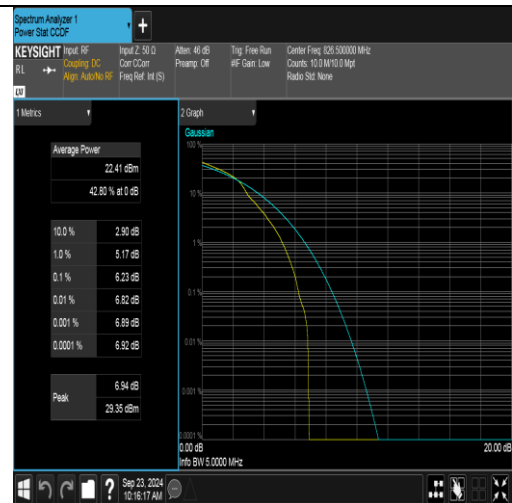 Spectrum Analyzer 1
Power Stat CCDF
+
KEYSIGHT
RL
LXI
Input: RF
Coupling: DC
Align: Auto/No RF
Input Z: 50 Ω
Corr CCorr
Freq Ref: Int (S)
Atten: 46 dB
Preamp: Off
Trig: Free Run
#IF Gain: Low
Center Freq: 826.500000 MHz
Counts: 10.0 M/10.0 Mpt
Radio Std: None
1 Metrics
Average Power
22.41 dBm
42.80 % at 0 dB
10.0 % 2.90 dB
1.0 % 5.17 dB
0.1 % 6.23 dB
0.01 % 6.82 dB
0.001 % 6.89 dB
0.0001 % 6.92 dB
Peak
6.94 dB
29.35 dBm
2 Graph
Gaussian
100 %
10 %
1 %
0.1 %
0.01 %
0.001 %
0.0001 %
0.00 dB
20.00 dB
Info BW 5.0000 MHz
?
Sep 23, 2024
10:16:17 AM